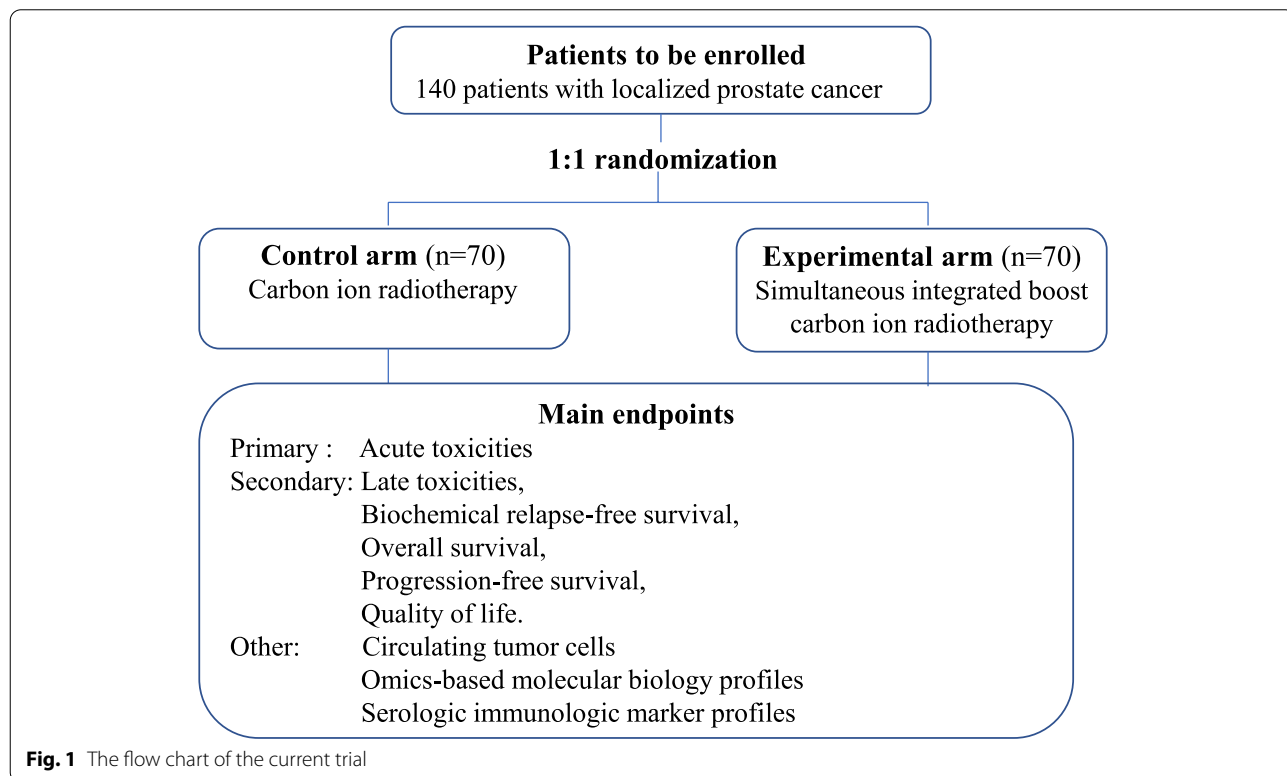 Patients to be enrolled
140 patients with localized prostate cancer
1:1 randomization
Control arm (n=70)
Carbon ion radiotherapy
Experimental arm (n=70)
Simultaneous integrated boost
carbon ion radiotherapy
Main endpoints
Primary : Acute toxicities
Secondary: Late toxicities,
Biochemical relapse-free survival,
Overall survival,
Progression-free survival,
Quality of life.
Other: Circulating tumor cells
Omics-based molecular biology profiles
Serologic immunologic marker profiles
Fig. 1 The flow chart of the current trial